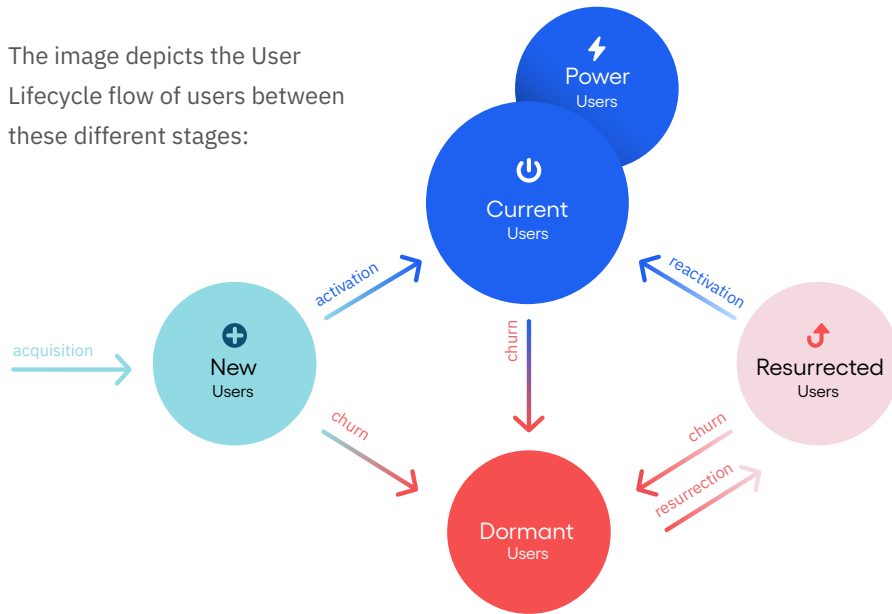 The image depicts the User
Lifecycle flow of users between
these different stages:
Power
Users
Current
Users
activation
reactivation
acquisition
churn
New
Users
Resurrected
Users
churn
churn
resurrection
Dormant
Users